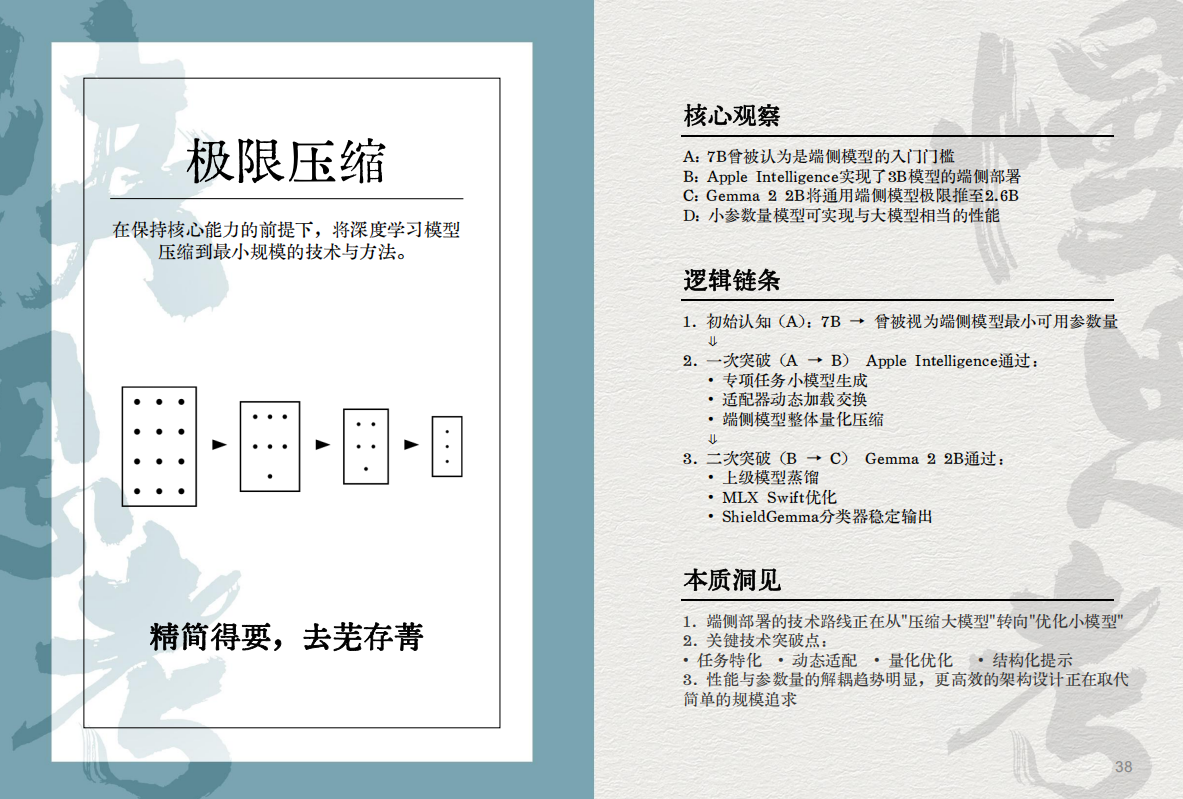 极限压缩
在保持核心能力的前提下，将深度学习模型
压缩到最小规模的技术与方法。
精简得要，去芜存菁
核心观察
A: 7B曾被认为是端侧模型的入门门槛
B: Apple Intelligence实现了3B模型的端侧部署
C: Gemma 2 2B将通用端侧模型极限推至2.6B
D: 小参数量模型可实现与大模型相当的性能
逻辑链条
1. 初始认知（A）: 7B → 曾被视为端侧模型最小可用参数量
⇓
2. 一次突破（A → B） Apple Intelligence通过:
• 专项任务小模型生成
• 适配器动态加载交换
• 端侧模型整体量化压缩
⇓
3. 二次突破（B → C） Gemma 2 2B通过:
• 上级模型蒸馏
• MLX Swift优化
• ShieldGemma分类器稳定输出
本质洞见
1. 端侧部署的技术路线正在从"压缩大模型"转向"优化小模型"
2. 关键技术突破点:
• 任务特化 • 动态适配 • 量化优化 • 结构化提示
3. 性能与参数量的解耦趋势明显，更高效的架构设计正在取代
简单的规模追求
38